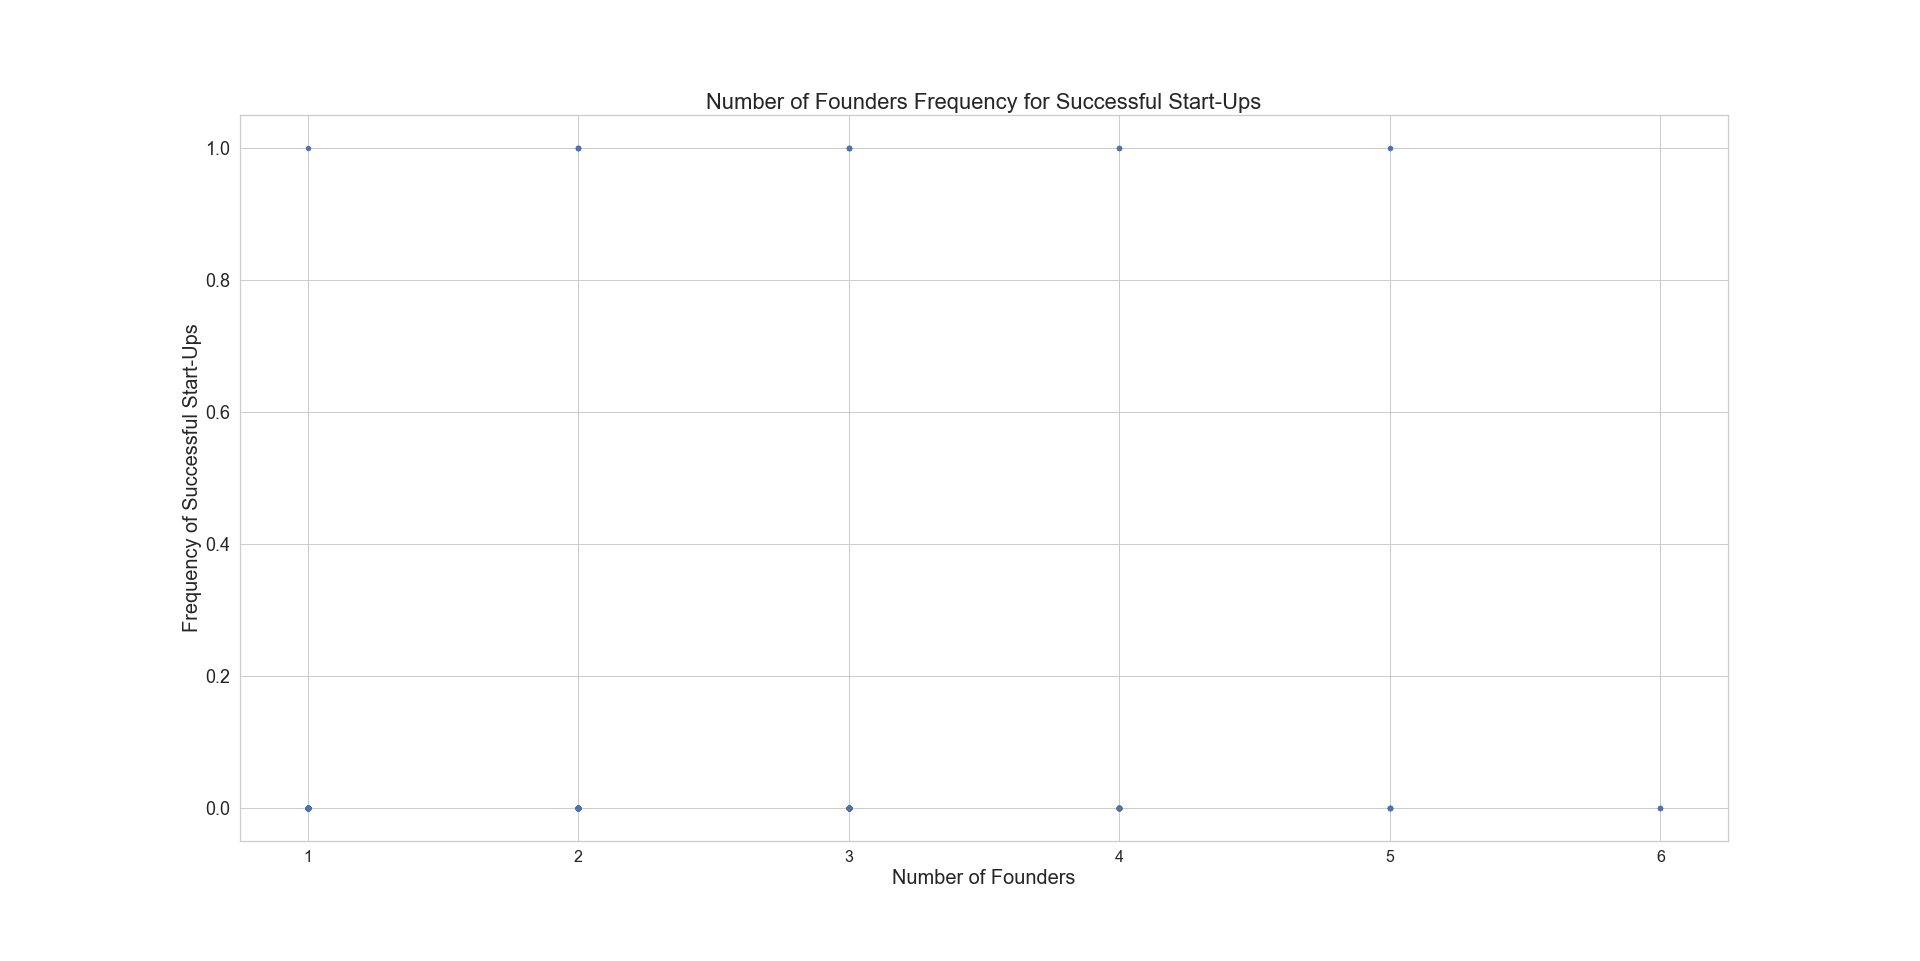 Number of Founders Frequency for Successful Start-Ups
Frequency of Successful Start-Ups
1.0
0.8
0.6
0.4
0.2
0.0
1 2 3 4 5 6
Number of Founders